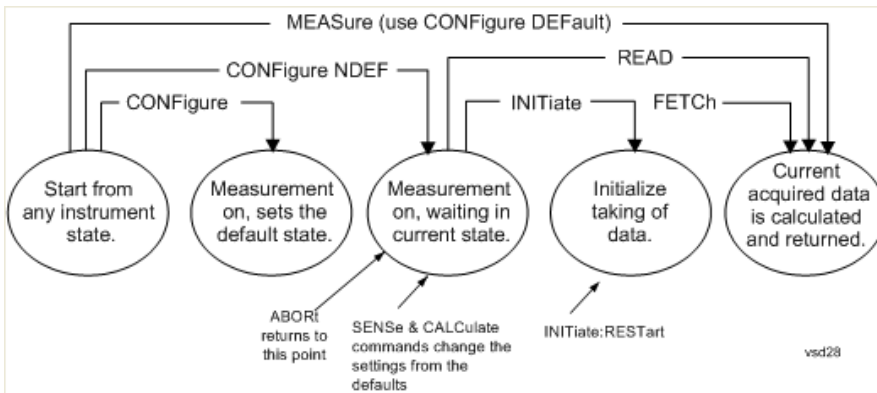 MEASure (use CONFigure DEFault)
CONFigure NDEF
READ
CONFigure
INITiate
FETCh
Start from
any instrument
state.
Measurement
on, sets the
default state.
Measurement
on, waiting in
current state.
Initialize
taking of
data.
Current
acquired data
is calculated
and returned.
ABORt
returns to
this point
SENSe & CALCulate
commands change the
settings from the
defaults
INITiate:RESTart
vsd28